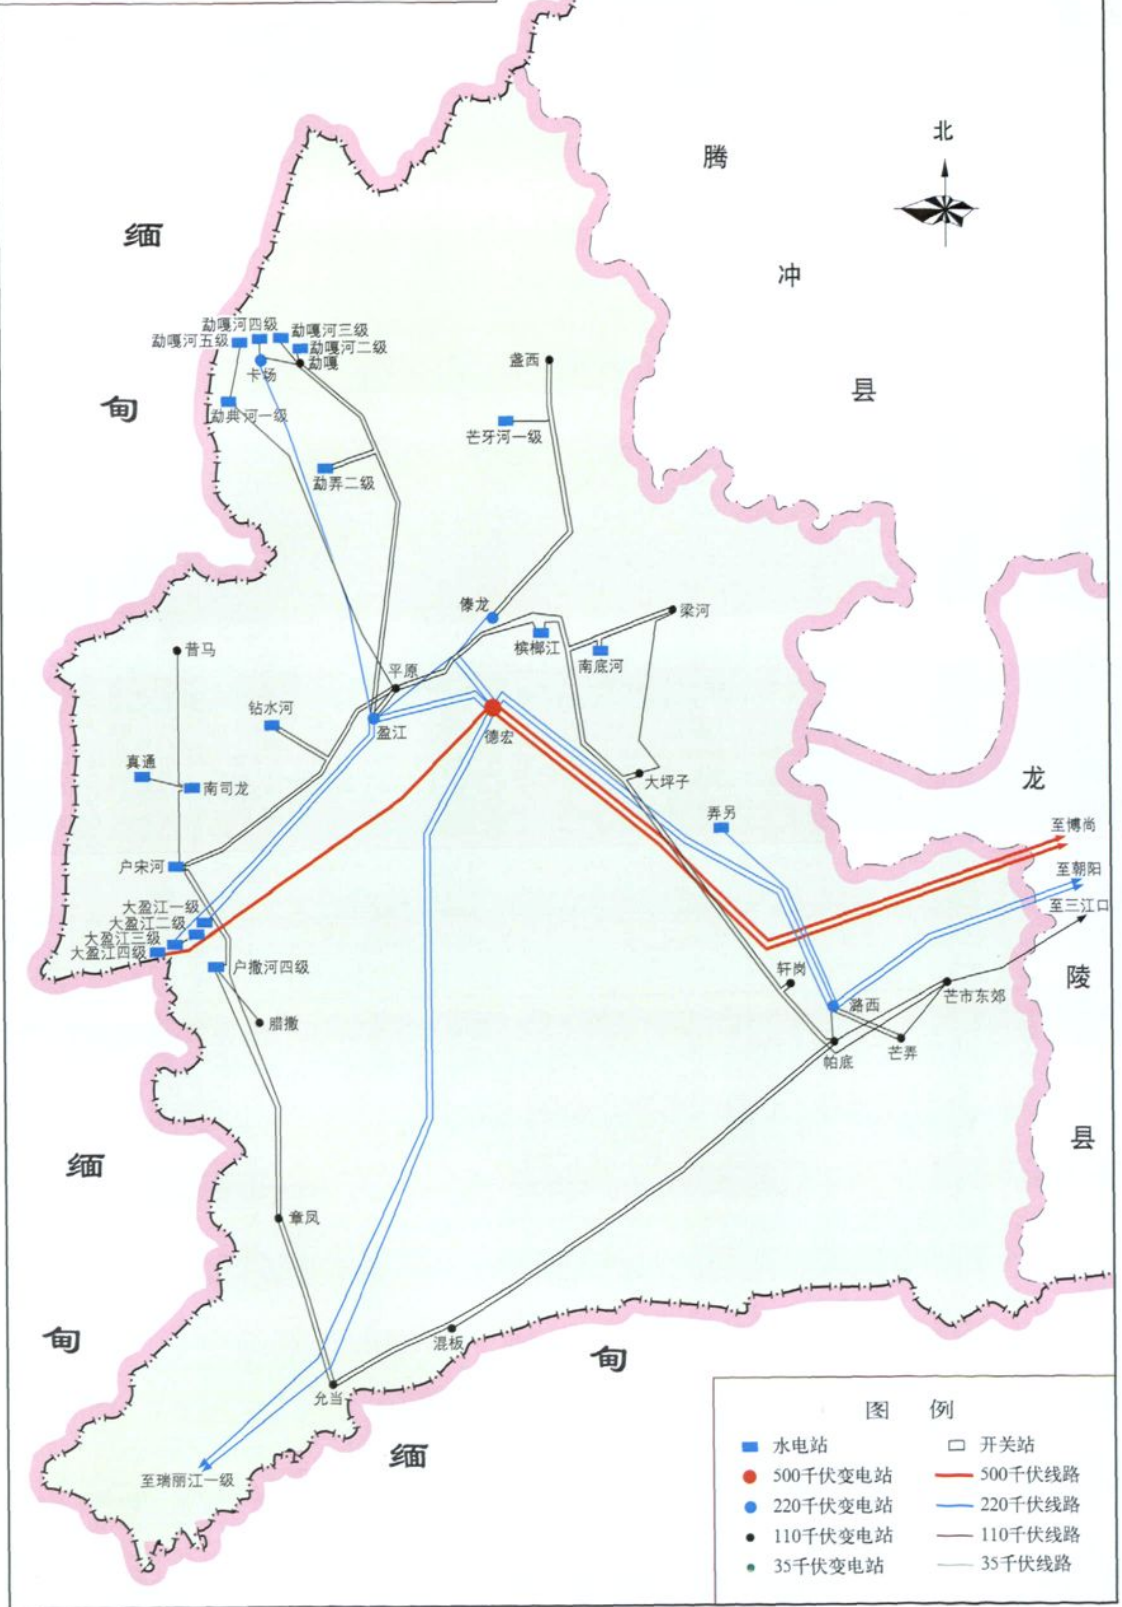 北
腾
冲
县
缅
甸
勐嘎河四级
勐嘎河三级
勐嘎河五级
勐嘎河二级
勐嘎
卡场
盏西
勐典河一级
芒牙河一级
勐弄二级
傣龙
梁河
昔马
槟榔江
南底河
平原
钻水河
盈江
德宏
真通
南司龙
大坪子
龙
弄另
至博尚
户宋河
至朝阳
大盈江一级
至三江口
大盈江二级
大盈江三级
大盈江四级
户撒河四级
轩岗
陵
芒市东郊
潞西
腊撒
芒弄
帕底
县
缅
章凤
甸
混板
甸
允当
缅
至瑞丽江一级
图 例
水电站
开关站
500千伏变电站
500千伏线路
220千伏变电站
220千伏线路
110千伏变电站
110千伏线路
35千伏变电站
35千伏线路